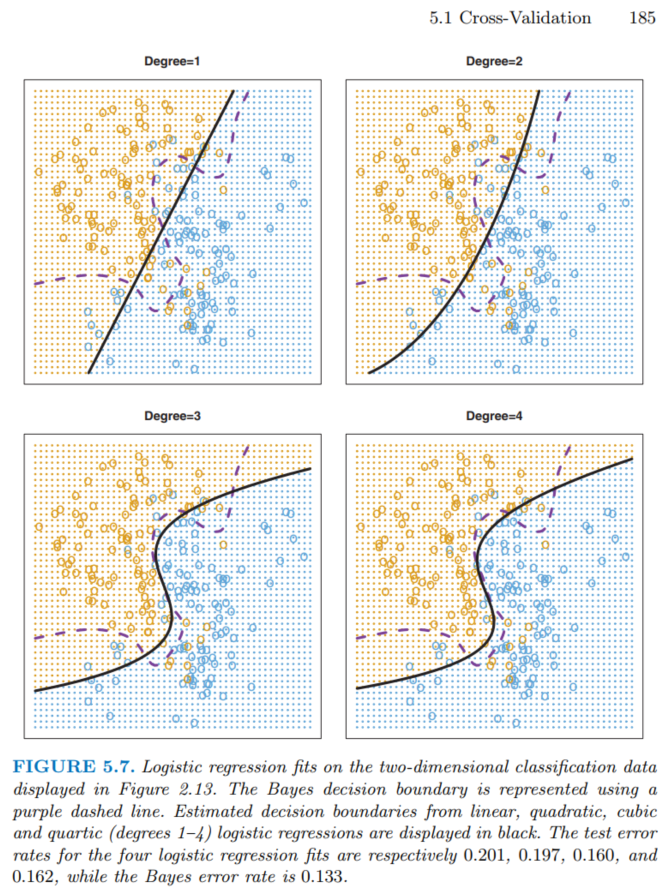 5.1 Cross-Validation 185
Degree=1 Degree=2
Degree=3 Degree=4
FIGURE 5.7. Logistic regression fits on the two-dimensional classification data
displayed in Figure 2.13. The Bayes decision boundary is represented using a
purple dashed line. Estimated decision boundaries from linear, quadratic, cubic
and quartic (degrees 1–4) logistic regressions are displayed in black. The test error
rates for the four logistic regression fits are respectively 0.201, 0.197, 0.160, and
0.162, while the Bayes error rate is 0.133.